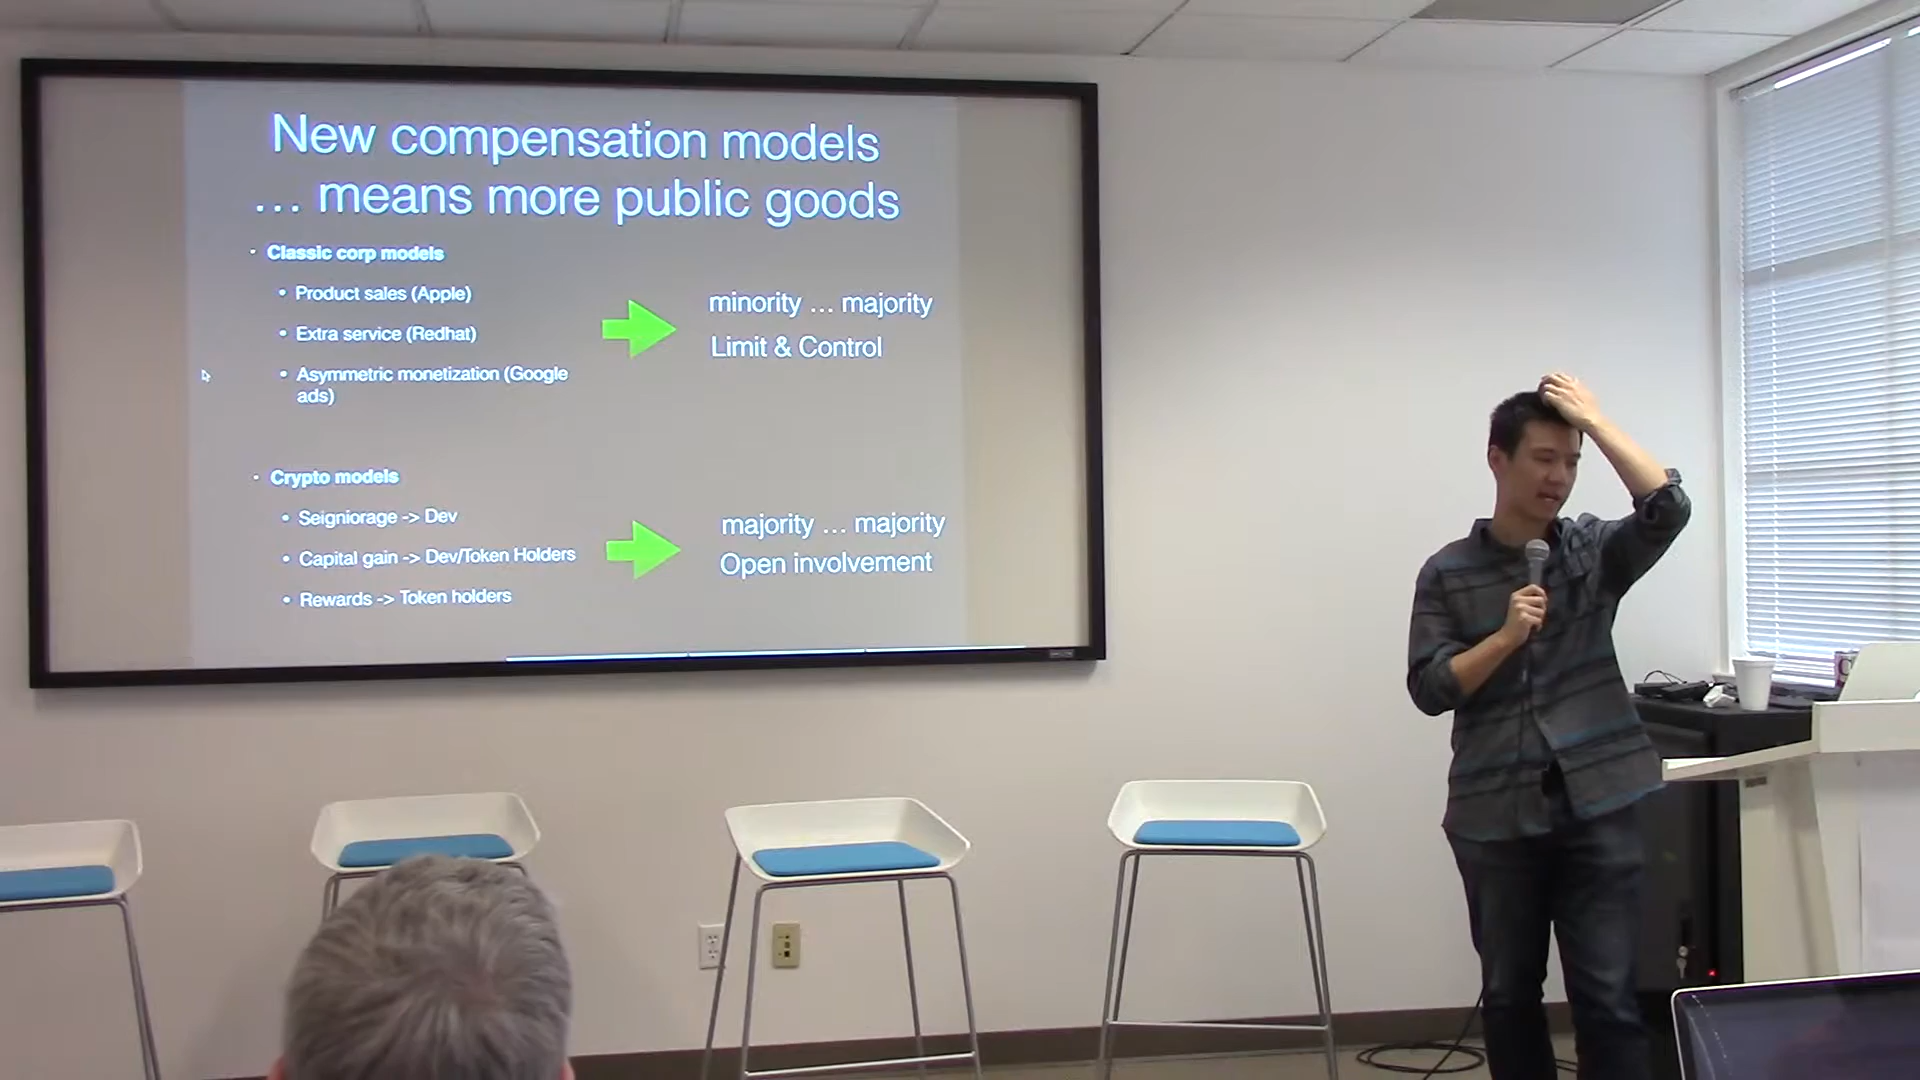 New compensation models
... means more public goods
Classic corp models
• Product sales (Apple)
• Extra service (Redhat)
• Asymmetric monetization (Google
ads)
minority ... majority
Limit & Control
Crypto models
• Seigniorage -> Dev
• Capital gain -> Dev/Token Holders
• Rewards -> Token holders
majority ... majority
Open involvement